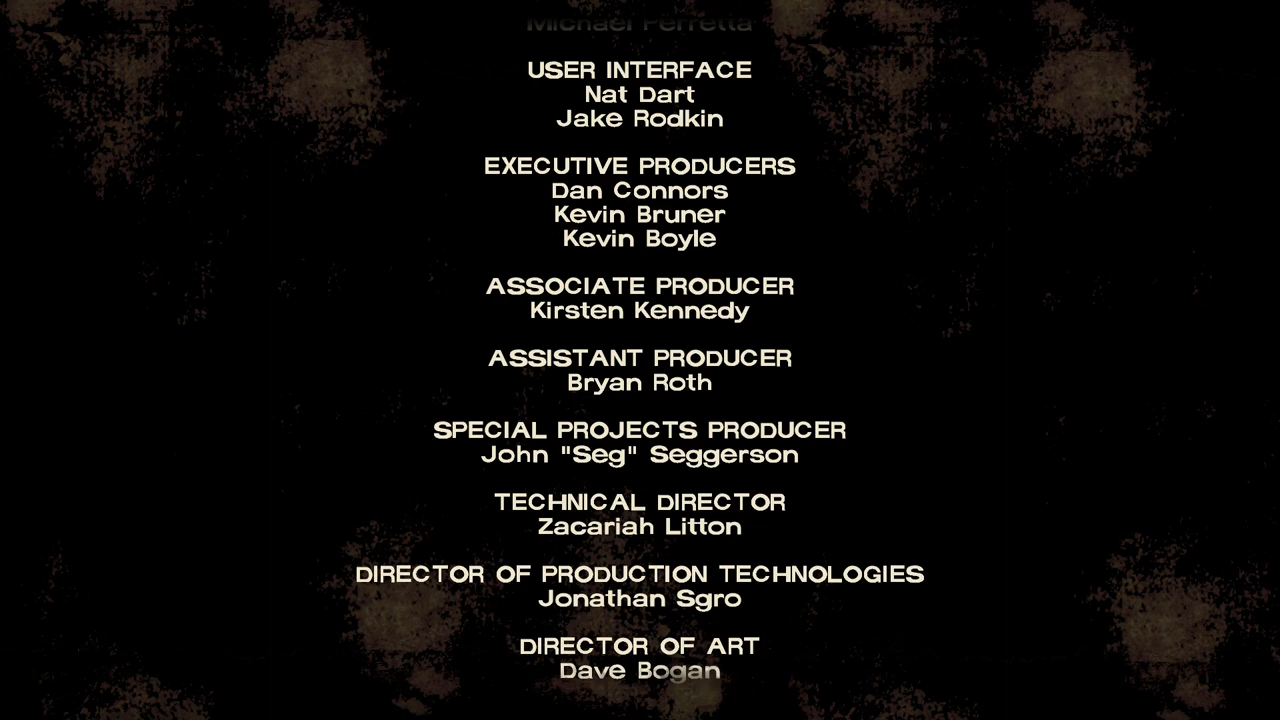 Michael Perretta
USER INTERFACE
Nat Dart
Jake Rodkin
EXECUTIVE PRODUCERS
Dan Connors
Kevin Bruner
Kevin Boyle
ASSOCIATE PRODUCER
Kirsten Kennedy
ASSISTANT PRODUCER
Bryan Roth
SPECIAL PROJECTS PRODUCER
John "Seg" Seggerson
TECHNICAL DIRECTOR
Zacariah Litton
DIRECTOR OF PRODUCTION TECHNOLOGIES
Jonathan Sgro
DIRECTOR OF ART
Dave Bogan